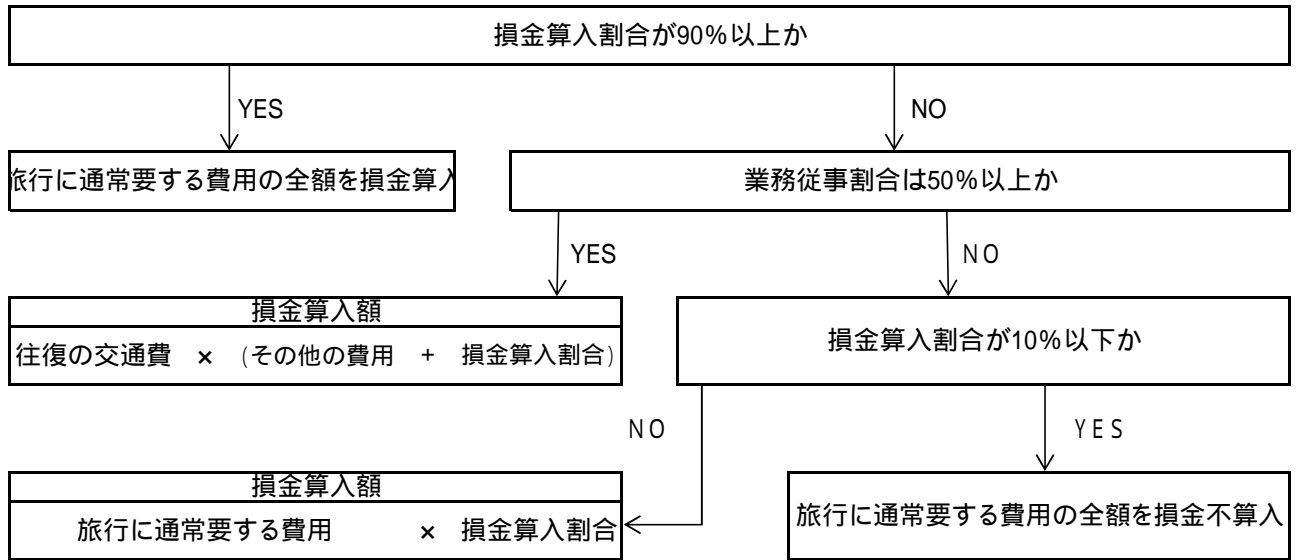 損金算入割合が90%以上か
YES
NO
旅行に通常要する費用の全額を損金算入
業務従事割合は50%以上か
YES
NO
損金算入額
往復の交通費 × (その他の費用 + 損金算入割合)
損金算入割合が10%以下か
NO
YES
損金算入額
旅行に通常要する費用 × 損金算入割合
旅行に通常要する費用の全額を損金不算入